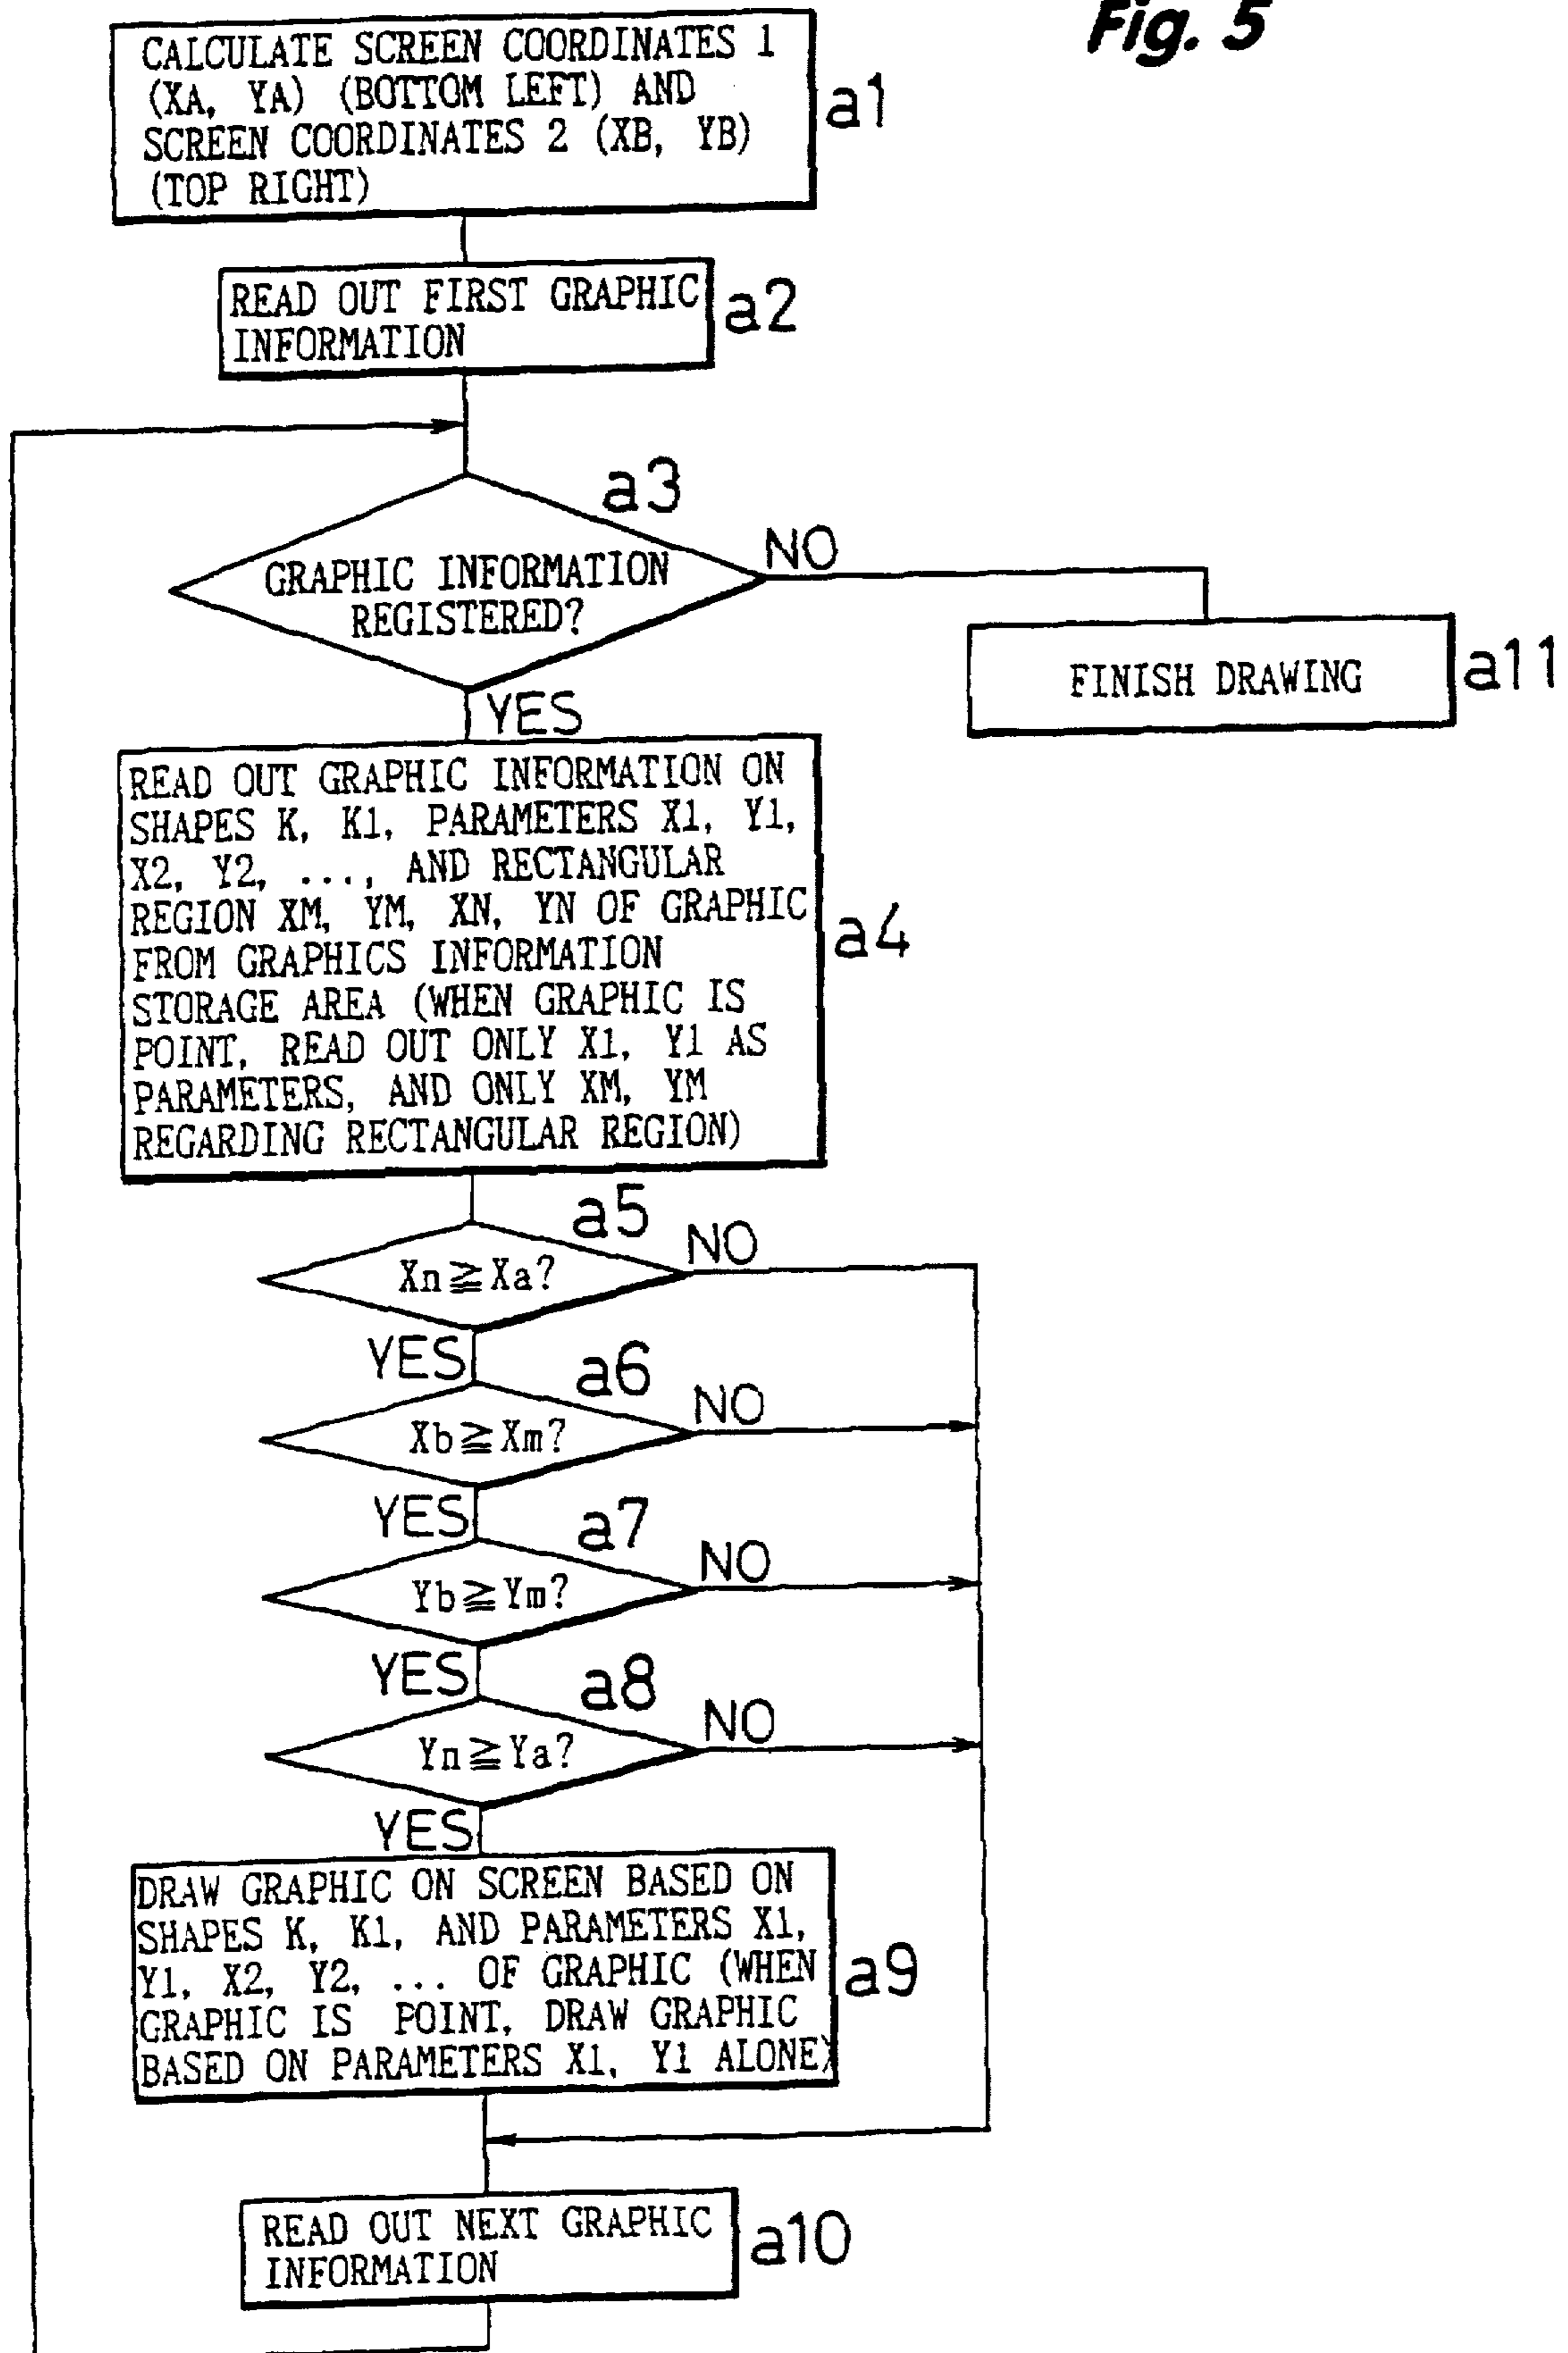 Fig. 5
CALCULATE SCREEN COORDINATES 1
(XA, YA) (BOTTOM LEFT) AND
SCREEN COORDINATES 2 (XB, YB)
(TOP RIGHT)
a1
READ OUT FIRST GRAPHIC
INFORMATION
a2
a3
GRAPHIC INFORMATION
REGISTERED?
NO
FINISH DRAWING
a11
YES
READ OUT GRAPHIC INFORMATION ON
SHAPES K, K1, PARAMETERS X1, Y1,
X2, Y2, ..., AND RECTANGULAR
REGION XM, YM, XN, YN OF GRAPHIC
FROM GRAPHICS INFORMATION
STORAGE AREA (WHEN GRAPHIC IS
POINT, READ OUT ONLY X1, Y1 AS
PARAMETERS, AND ONLY XM, YM
REGARDING RECTANGULAR REGION)
a4
a5
Xn≧Xa?
NO
YES
a6
Xb≧Xm?
NO
YES
a7
Yb≧Ym?
NO
YES
a8
Yn≧Ya?
NO
YES
DRAW GRAPHIC ON SCREEN BASED ON
SHAPES K, K1, AND PARAMETERS X1,
Y1, X2, Y2, ... OF GRAPHIC (WHEN
GRAPHIC IS POINT, DRAW GRAPHIC
BASED ON PARAMETERS X1, Y1 ALONE)
a9
READ OUT NEXT GRAPHIC
INFORMATION
a10